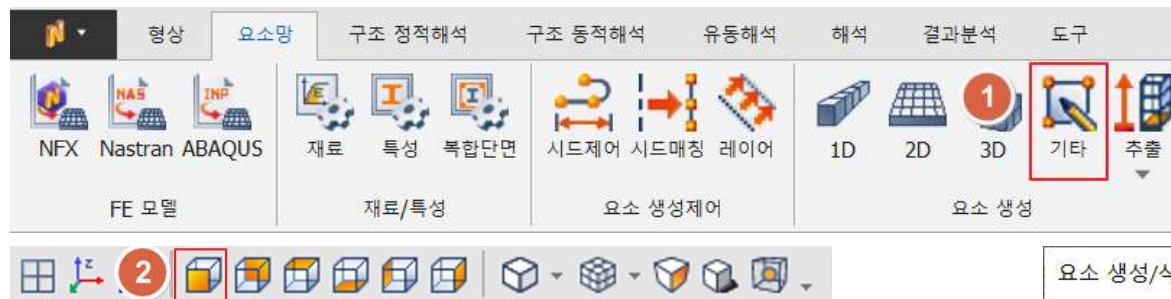 형상 요소망 구조 정적해석 구조 동적해석 유동해석 해석 결과분석 도구
NAS INP
1
NFX Nastran ABAQUS 재료 특성 복합단면 시드제어 시드매칭 레이어 1D 2D 3D 기타 추출
FE 모델 재료/특성 요소 생성제어 요소 생성
z 2 요소 생성/